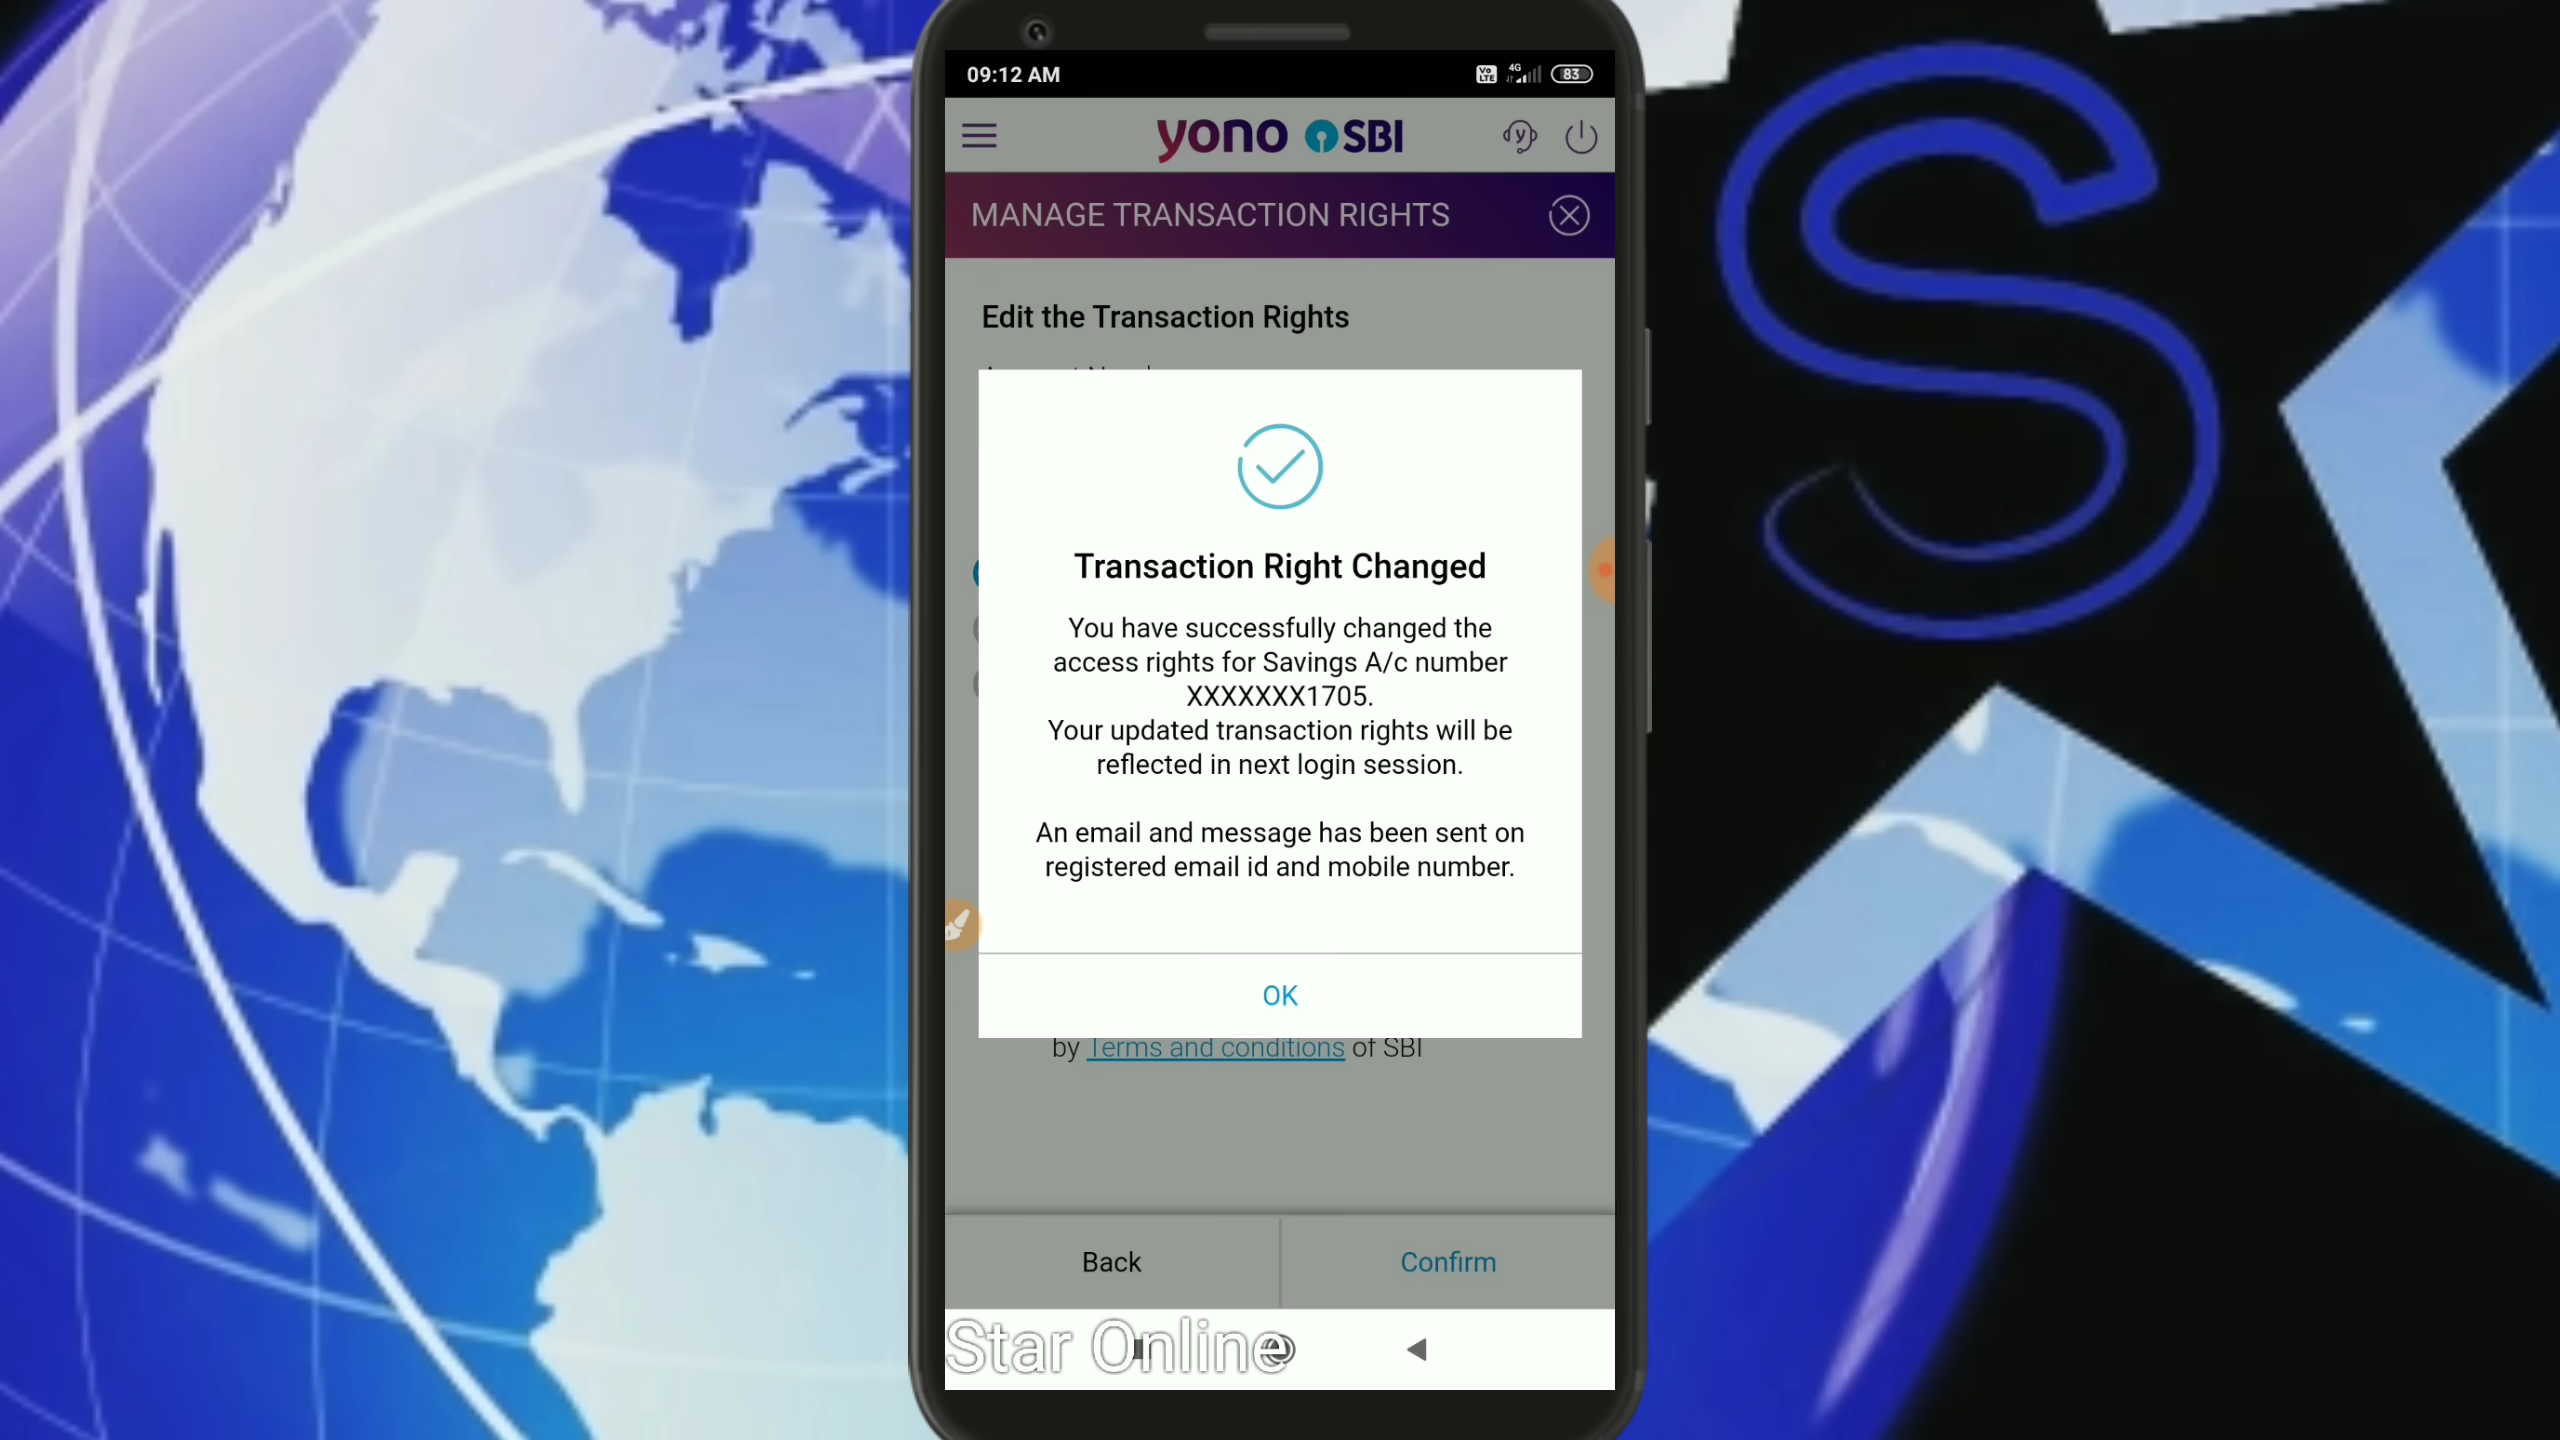 09:12 AM
Vo LTE 4G 83
yono SBI
MANAGE TRANSACTION RIGHTS
Edit the Transaction Rights
Transaction Right Changed
You have successfully changed the
access rights for Savings A/c number
XXXXXXX1705.
Your updated transaction rights will be
reflected in next login session.
An email and message has been sent on
registered email id and mobile number.
OK
by Terms and conditions of SBI
Back
Confirm
Star Online
S